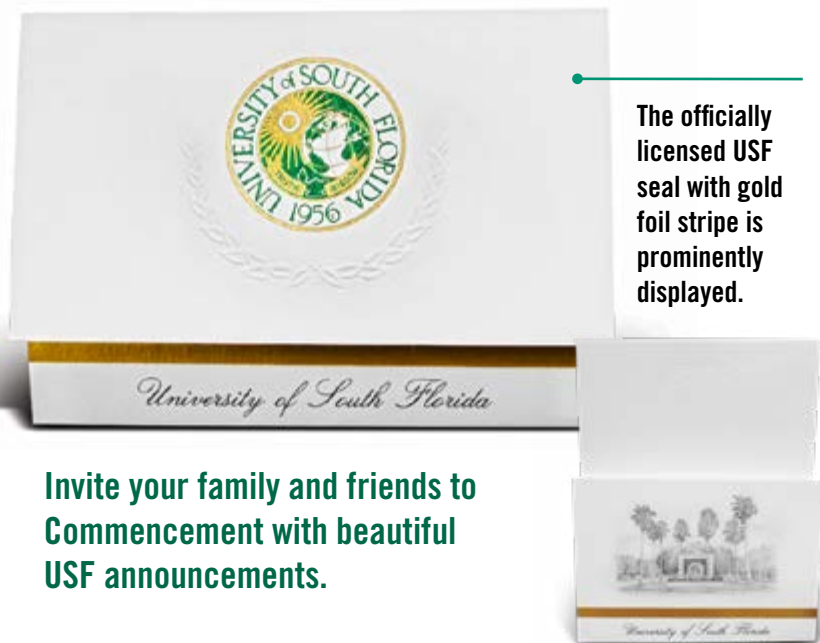 UNIVERSITY of SOUTH FLORIDA
1956
University of South Florida
The officially
licensed USF
seal with gold
foil stripe is
prominently
displayed.
Invite your family and friends to
Commencement with beautiful
USF announcements.
University of South Florida